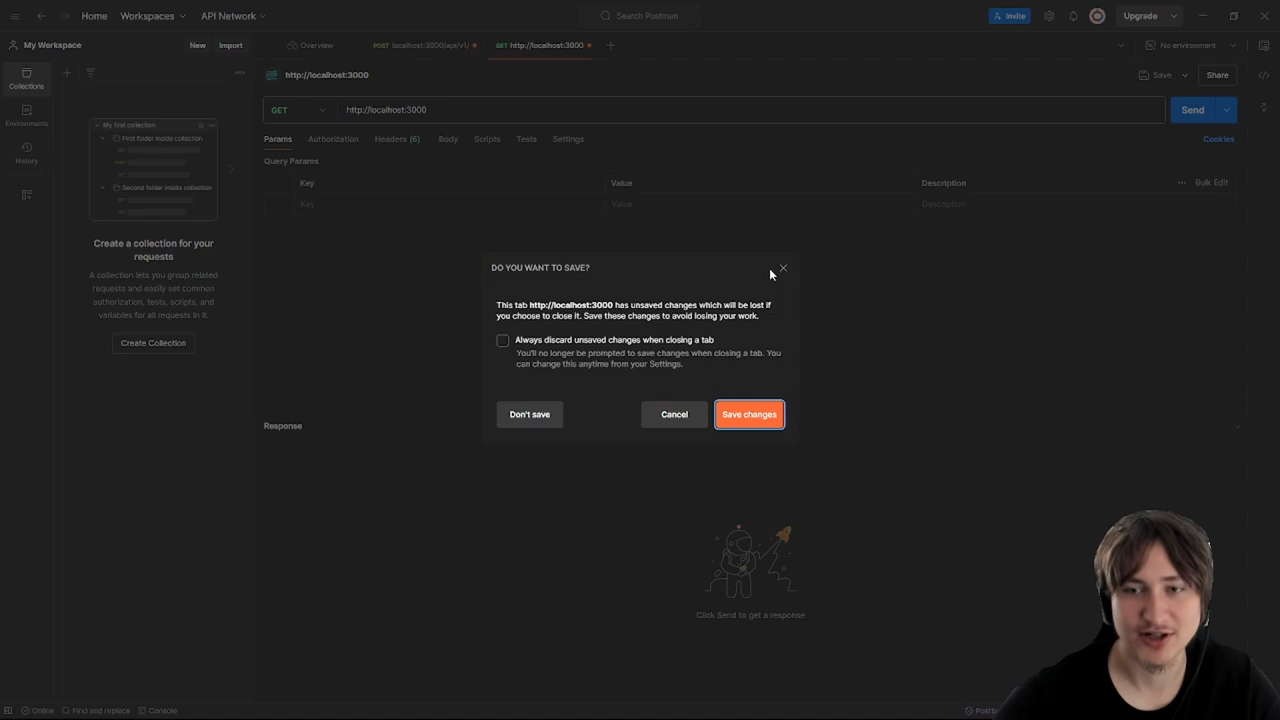 Home
Workspaces
API Network
Search Postman
Invite
Upgrade
My Workspace
New
Import
Overview
POST localhost:3000/api/v1/
GET http://localhost:3000
No environment
Collections
Environments
History
My first collection
First folder inside collection
Second folder inside collection
Create a collection for your
requests
A collection lets you group related
requests and easily set common
authorization, tests, scripts, and
variables for all requests in it.
Create Collection
http://localhost:3000
Save
Share
GET
http://localhost:3000
Send
Params
Authorization
Headers (6)
Body
Scripts
Tests
Settings
Cookies
Query Params
Key
Value
Description
Bulk Edit
Key
Value
Description
DO YOU WANT TO SAVE?
This tab http://localhost:3000 has unsaved changes which will be lost if
you choose to close it. Save these changes to avoid losing your work.
Always discard unsaved changes when closing a tab
You'll no longer be prompted to save changes when closing a tab. You
can change this anytime from your Settings.
Don't save
Cancel
Save changes
Response
Click Send to get a response
Online
Find and replace
Console